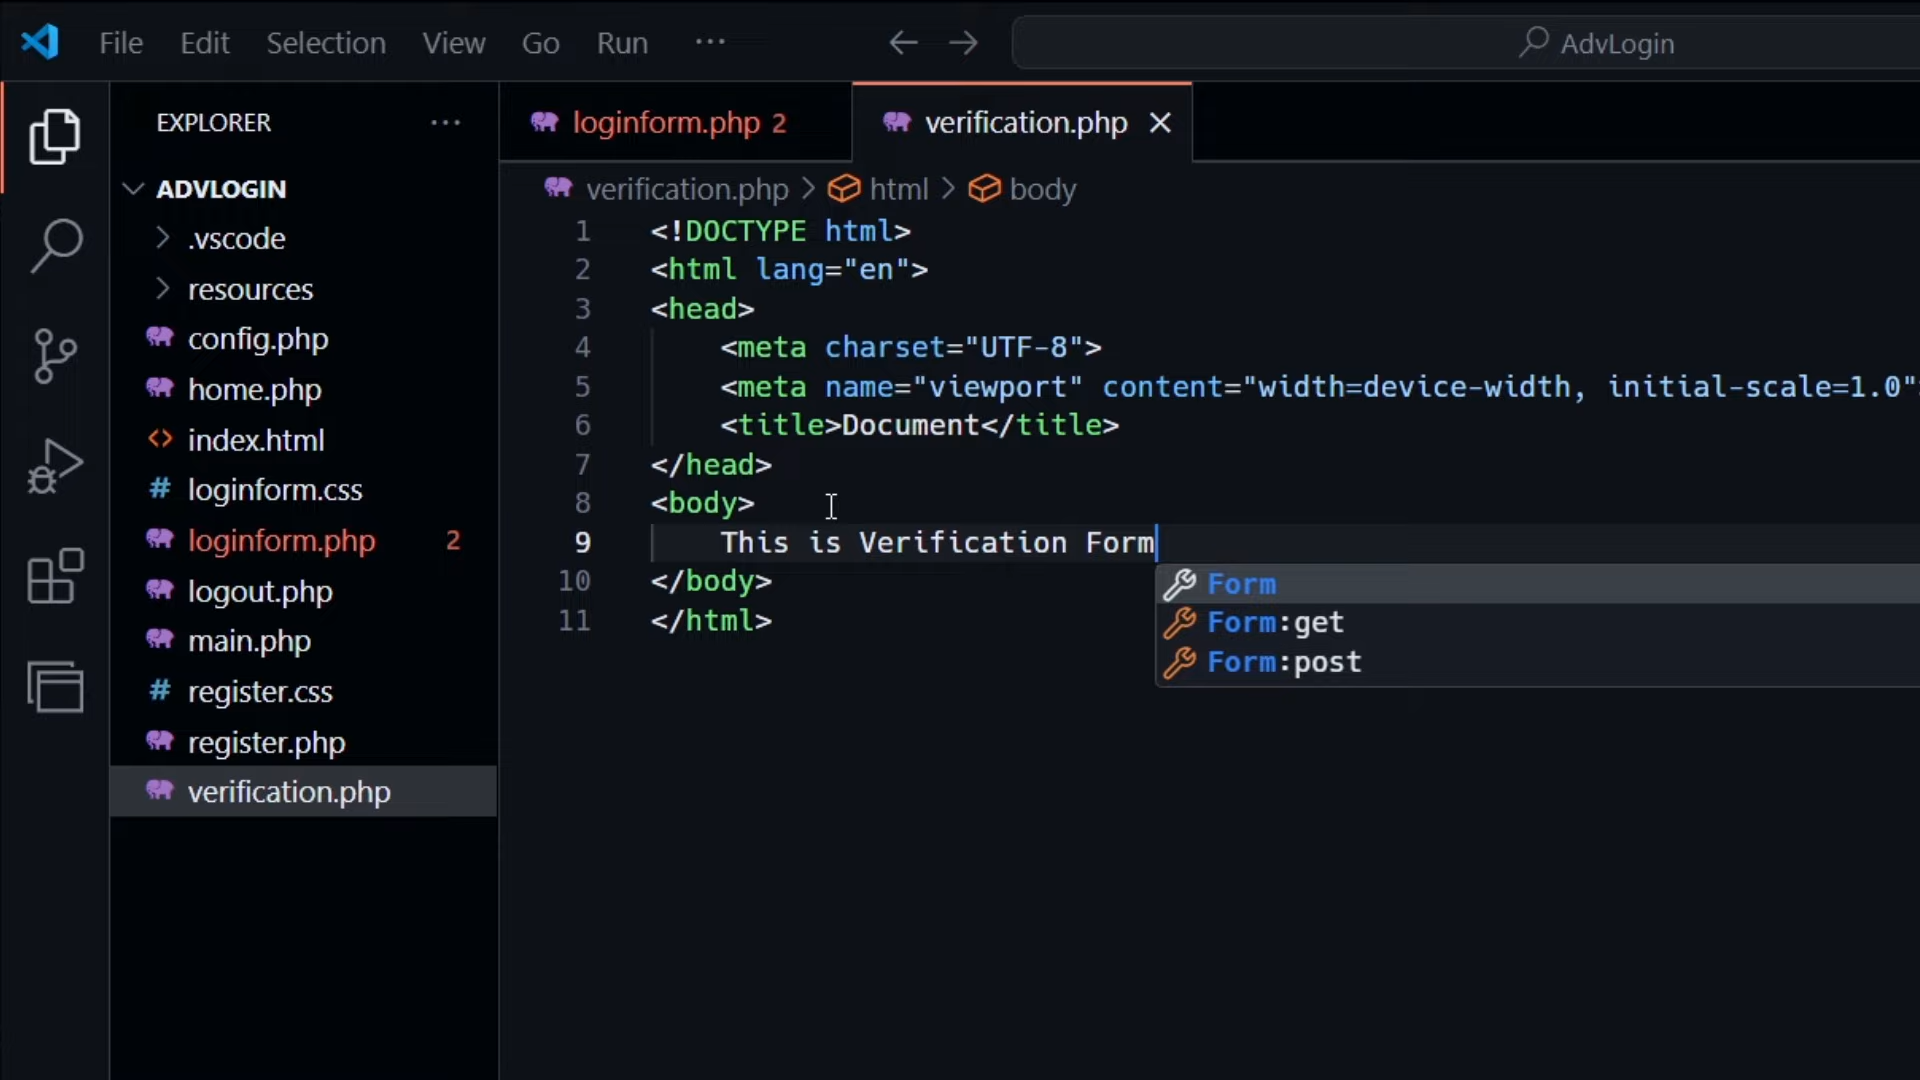 File Edit Selection View Go Run ··· AdvLogin
EXPLORER ···
ADVLOGIN
.vscode
resources
config.php
home.php
index.html
loginform.css
loginform.php 2
logout.php
main.php
register.css
register.php
verification.php
loginform.php 2
verification.php
verification.php > html > body
1 <!DOCTYPE html>
2 <html lang="en">
3 <head>
4 <meta charset="UTF-8">
5 <meta name="viewport" content="width=device-width, initial-scale=1.0"
6 <title>Document</title>
7 </head>
8 <body>
9 This is Verification Form
10 </body>
11 </html>
Form
Form:get
Form:post